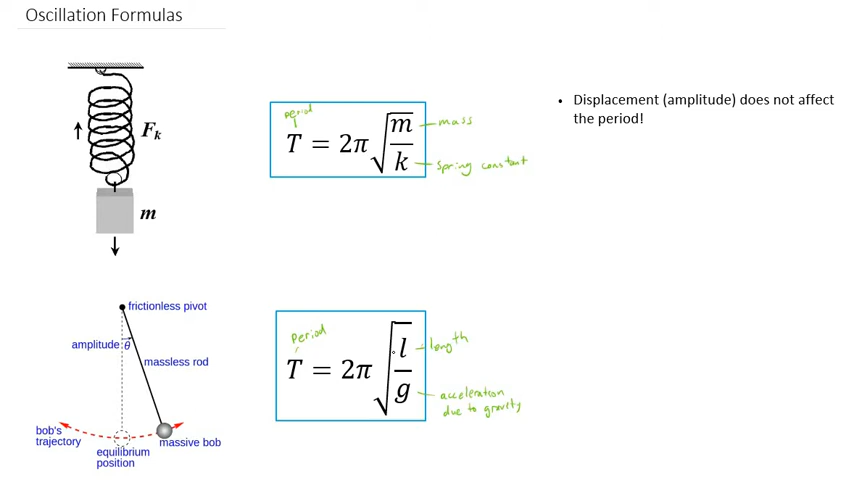 Oscillation Formulas
F_k
m
period
T = 2π √(m/k)
mass
spring constant
• Displacement (amplitude) does not affect
the period!
frictionless pivot
amplitude: θ
massless rod
bob's
trajectory
equilibrium
position
massive bob
Period
T = 2π √(l/g)
length
acceleration
due to gravity